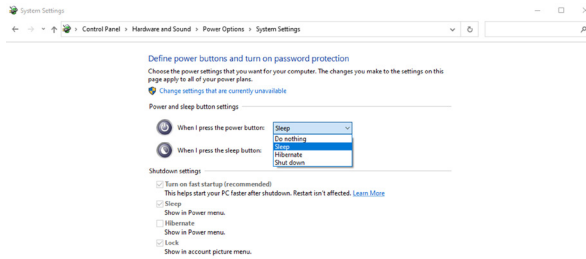 System Settings
Control Panel > Hardware and Sound > Power Options > System Settings
Define power buttons and turn on password protection
Choose the power settings that you want for your computer. The changes you make to the settings on this
page apply to all of your power plans.
Change settings that are currently unavailable
Power and sleep button settings
When I press the power button: Sleep
Do nothing
Sleep
When I press the sleep button:
Hibernate
Shut down
Shutdown settings
Turn on fast startup (recommended)
This helps start your PC faster after shutdown. Restart isn't affected. Learn More
Sleep
Show in Power menu.
Hibernate
Show in Power menu.
Lock
Show in account picture menu.